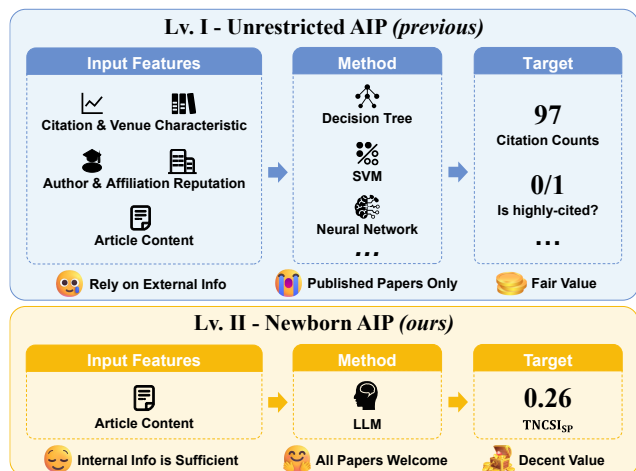 Lv. I - Unrestricted AIP (previous)
Input Features
Method
Target
Citation & Venue Characteristic
Author & Affiliation Reputation
Article Content
Decision Tree
SVM
Neural Network
...
97
Citation Counts
0/1
Is highly-cited?
...
Rely on External Info
Published Papers Only
Fair Value
Lv. II - Newborn AIP (ours)
Input Features
Method
Target
Article Content
LLM
0.26
TNCSI_SP
Internal Info is Sufficient
All Papers Welcome
Decent Value